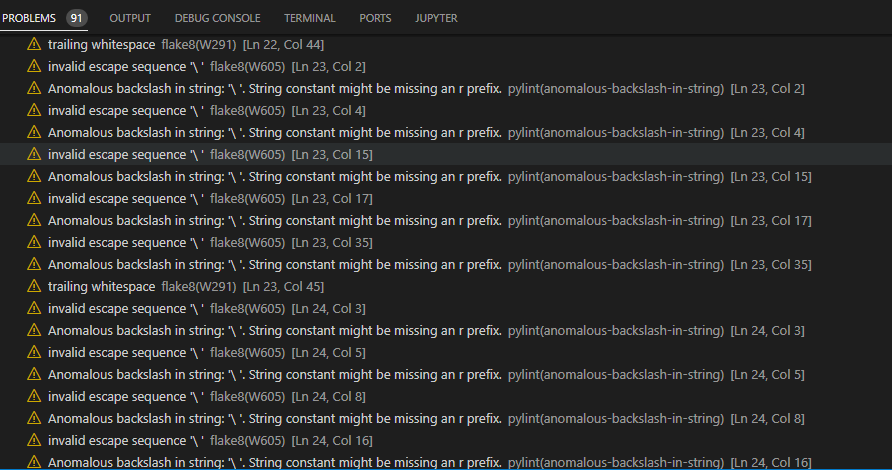 PROBLEMS 91 OUTPUT DEBUG CONSOLE TERMINAL PORTS JUPYTER
trailing whitespace flake8(W291) [Ln 22, Col 44]
invalid escape sequence '\ ' flake8(W605) [Ln 23, Col 2]
Anomalous backslash in string: '\ '. String constant might be missing an r prefix. pylint(anomalous-backslash-in-string) [Ln 23, Col 2]
invalid escape sequence '\ ' flake8(W605) [Ln 23, Col 4]
Anomalous backslash in string: '\ '. String constant might be missing an r prefix. pylint(anomalous-backslash-in-string) [Ln 23, Col 4]
invalid escape sequence '\ ' flake8(W605) [Ln 23, Col 15]
Anomalous backslash in string: '\ '. String constant might be missing an r prefix. pylint(anomalous-backslash-in-string) [Ln 23, Col 15]
invalid escape sequence '\ ' flake8(W605) [Ln 23, Col 17]
Anomalous backslash in string: '\ '. String constant might be missing an r prefix. pylint(anomalous-backslash-in-string) [Ln 23, Col 17]
invalid escape sequence '\ ' flake8(W605) [Ln 23, Col 35]
Anomalous backslash in string: '\ '. String constant might be missing an r prefix. pylint(anomalous-backslash-in-string) [Ln 23, Col 35]
trailing whitespace flake8(W291) [Ln 23, Col 45]
invalid escape sequence '\ ' flake8(W605) [Ln 24, Col 3]
Anomalous backslash in string: '\ '. String constant might be missing an r prefix. pylint(anomalous-backslash-in-string) [Ln 24, Col 3]
invalid escape sequence '\ ' flake8(W605) [Ln 24, Col 5]
Anomalous backslash in string: '\ '. String constant might be missing an r prefix. pylint(anomalous-backslash-in-string) [Ln 24, Col 5]
invalid escape sequence '\ ' flake8(W605) [Ln 24, Col 8]
Anomalous backslash in string: '\ '. String constant might be missing an r prefix. pylint(anomalous-backslash-in-string) [Ln 24, Col 8]
invalid escape sequence '\ ' flake8(W605) [Ln 24, Col 16]
Anomalous backslash in string: '\ '. String constant might be missing an r prefix. pylint(anomalous-backslash-in-string) [Ln 24, Col 16]